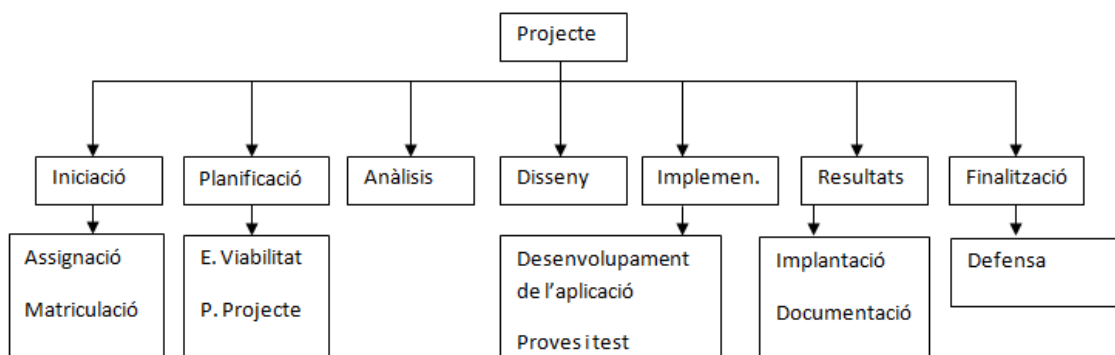 Projecte
Iniciació
Planificació
Anàlisis
Disseny
Implemen.
Resultats
Finalització
Assignació
Matriculació
E. Viabilitat
P. Projecte
Desenvolupament
de l'aplicació
Proves i test
Implantació
Documentació
Defensa